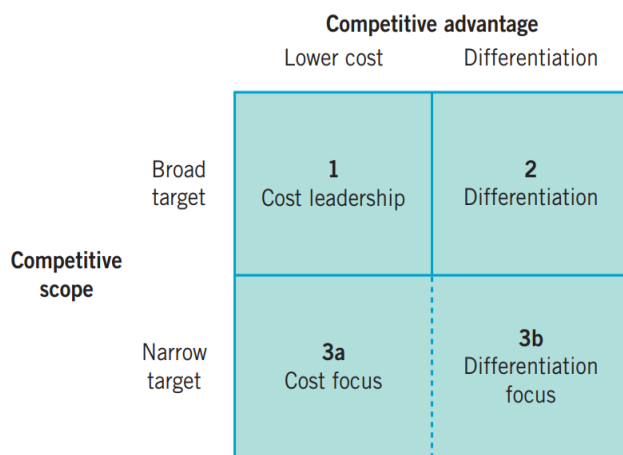 Competitive advantage
Lower cost
Differentiation
Broad
target
1
Cost leadership
2
Differentiation
Competitive
scope
Narrow
target
3a
Cost focus
3b
Differentiation
focus